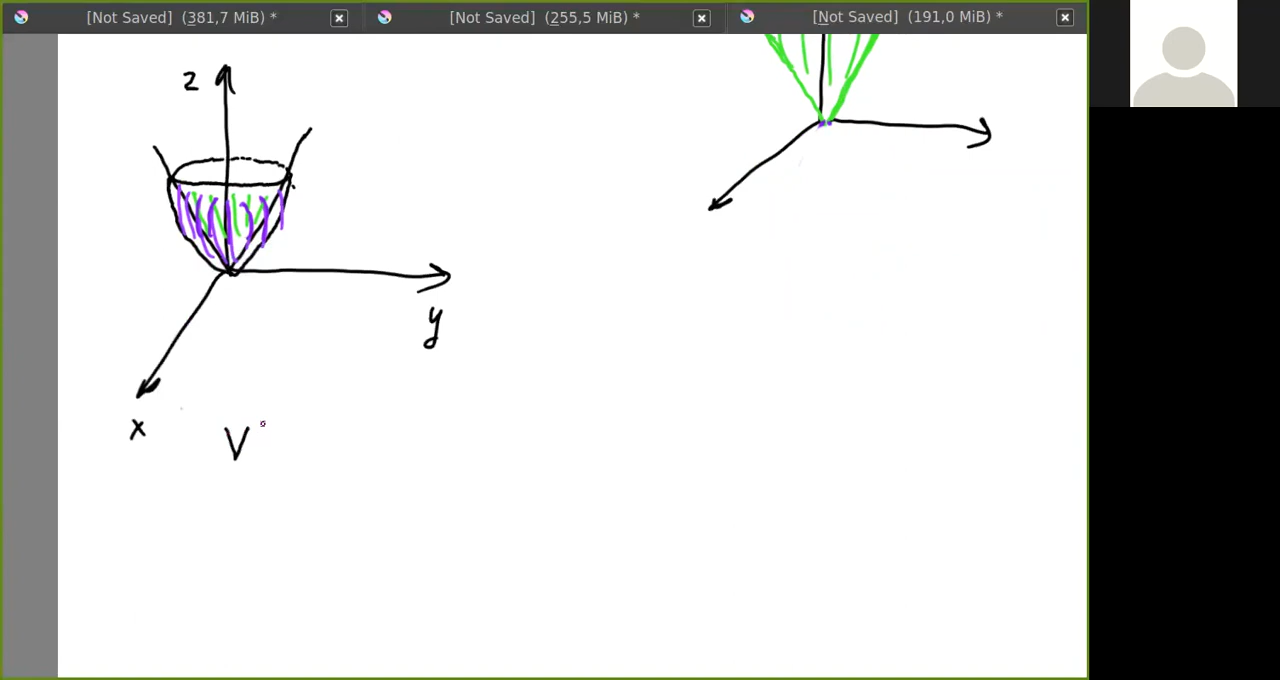 [Not Saved] (381,7 MiB) *
[Not Saved] (255,5 MiB) *
[Not Saved] (191,0 MiB) *
z
y
x
V